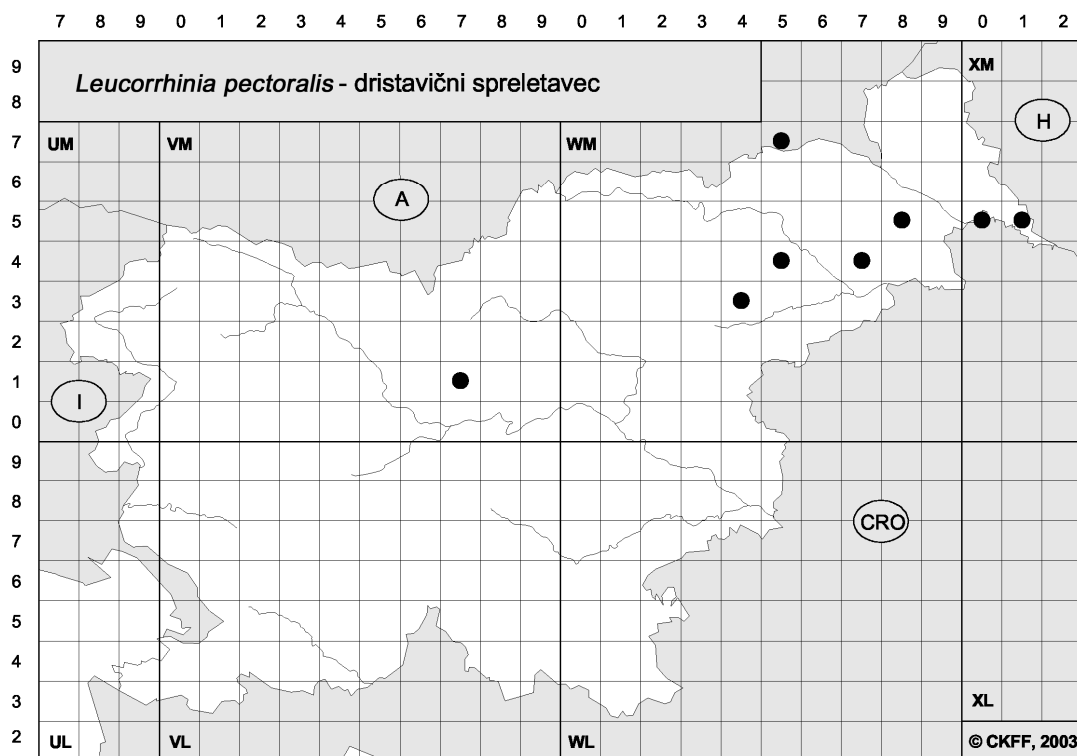 7 8 9 0 1 2 3 4 5 6 7 8 9 0 1 2 3 4 5 6 7 8 9 0 1 2
9
Leucorrhinia pectoralis - dristavični spreletavec
XM
8
H
7
UM VM WM
6
A
5
4
3
2
1
I
0
9
8
CRO
7
6
5
4
3
XL
2
UL VL WL © CKFF, 2003